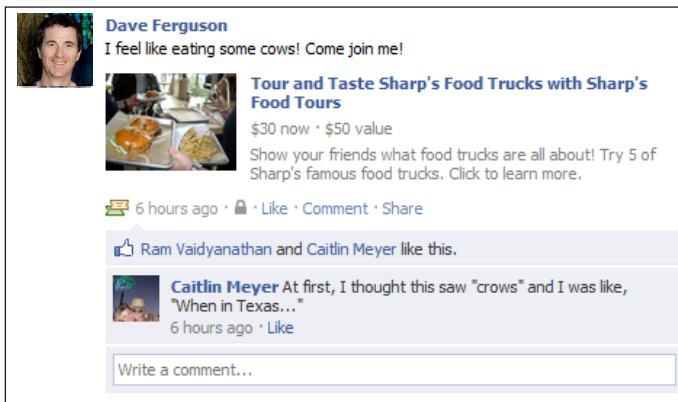 Dave Ferguson
I feel like eating some cows! Come join me!
Tour and Taste Sharp's Food Trucks with Sharp's
Food Tours
$30 now · $50 value
Show your friends what food trucks are all about! Try 5 of
Sharp's famous food trucks. Click to learn more.
6 hours ago · Like · Comment · Share
Ram Vaidyanathan and Caitlin Meyer like this.
Caitlin Meyer At first, I thought this saw "crows" and I was like,
"When in Texas..."
6 hours ago · Like
Write a comment...